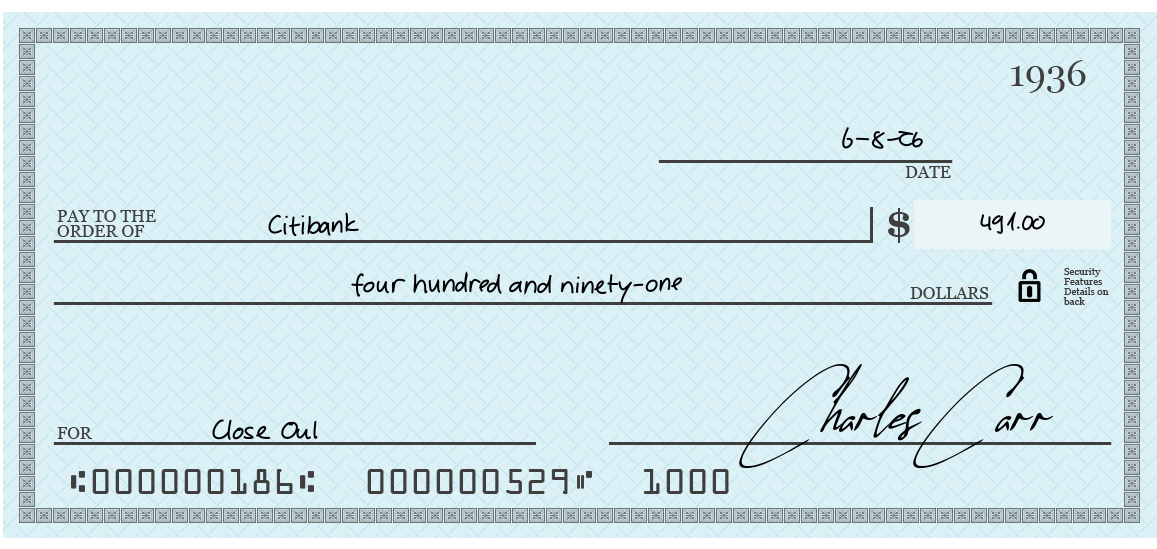 1936
6-8-26
DATE
PAY TO THE
ORDER OF Citibank $ 491.00
four hundred and ninety-one DOLLARS
Security
Features
Details on
back
FOR Close Out Charles Carr
⑆000000186⑆ 000000529⑈ 1000